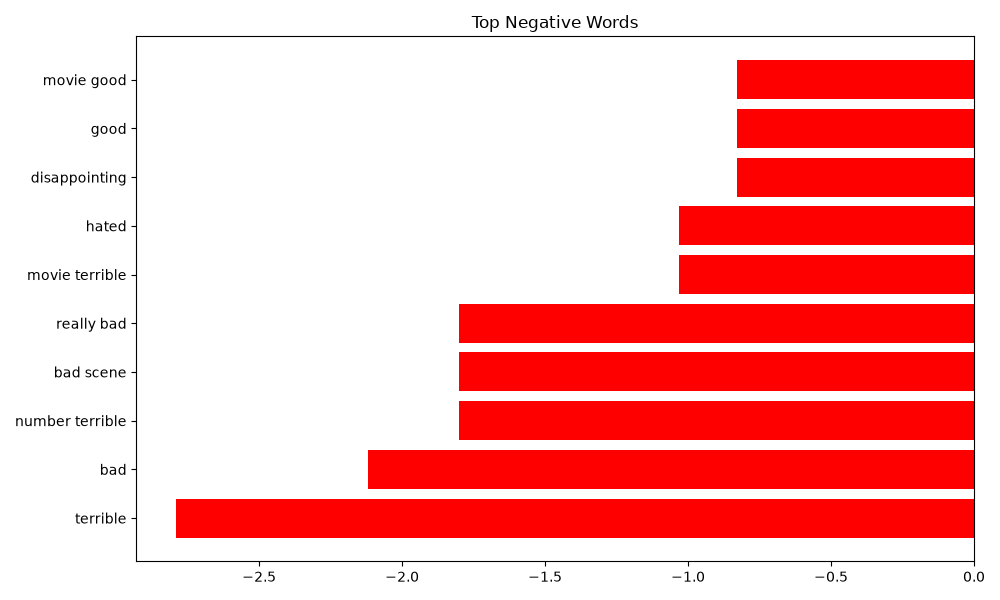 Top Negative Words
movie good
good
disappointing
hated
movie terrible
really bad
bad scene
number terrible
bad
terrible
−2.5 −2.0 −1.5 −1.0 −0.5 0.0